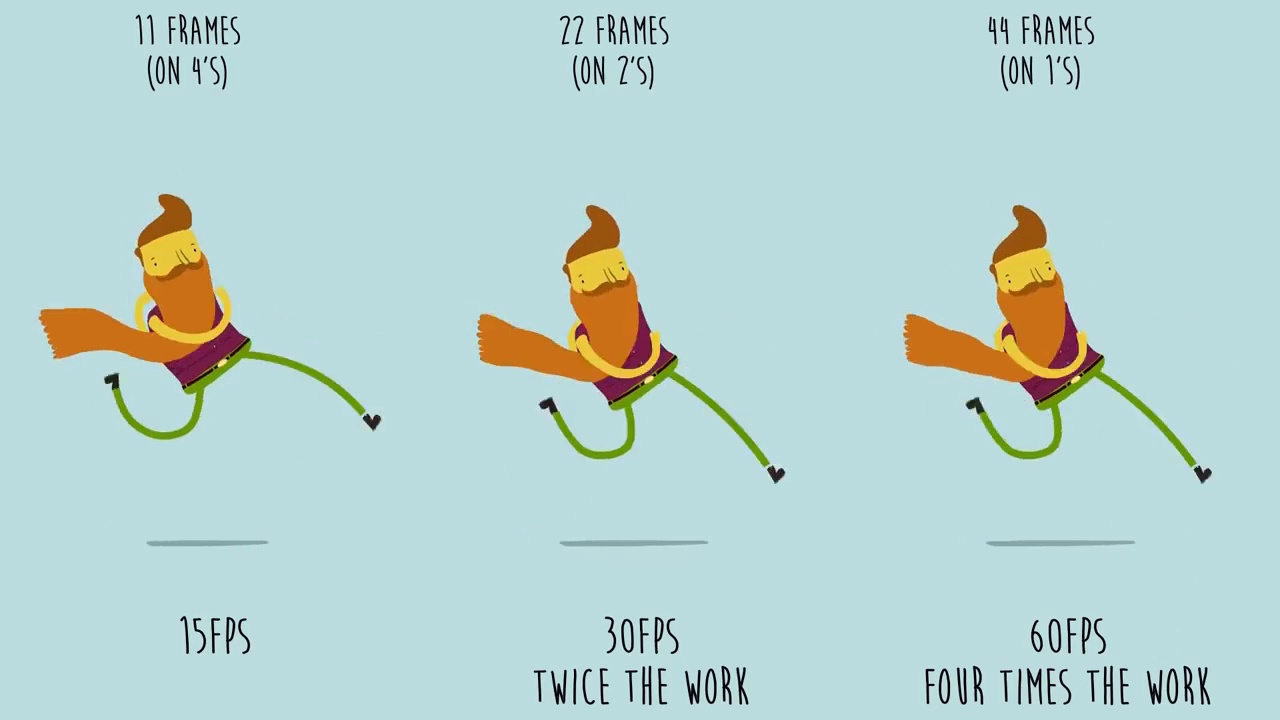 11 FRAMES
(ON 4'S)
22 FRAMES
(ON 2'S)
44 FRAMES
(ON 1'S)
15FPS
30FPS
TWICE THE WORK
60FPS
FOUR TIMES THE WORK